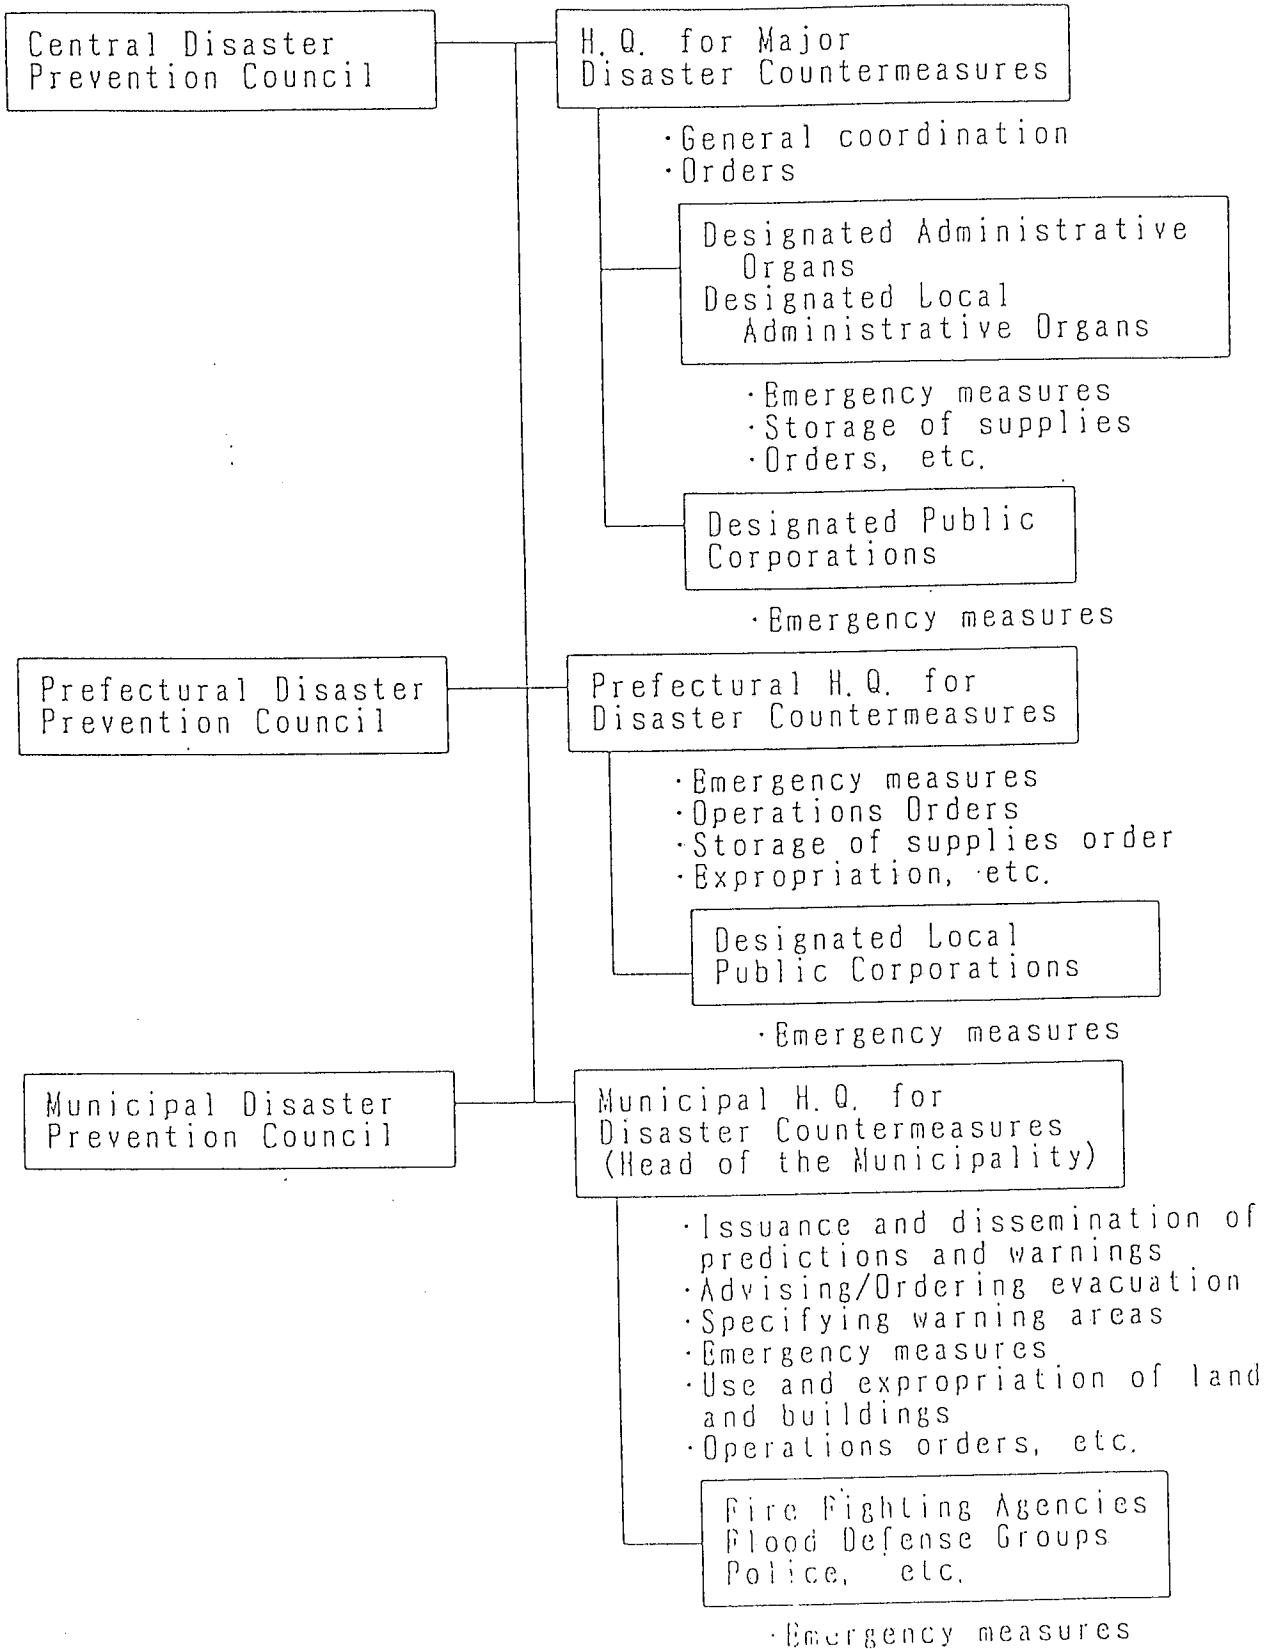 Central Disaster
Prevention Council
H.Q. for Major
Disaster Countermeasures
·General coordination
·Orders
Designated Administrative
Organs
Designated Local
Administrative Organs
·Emergency measures
·Storage of supplies
·Orders, etc.
Designated Public
Corporations
·Emergency measures
Prefectural Disaster
Prevention Council
Prefectural H.Q. for
Disaster Countermeasures
·Emergency measures
·Operations Orders
·Storage of supplies order
·Expropriation, etc.
Designated Local
Public Corporations
·Emergency measures
Municipal Disaster
Prevention Council
Municipal H.Q. for
Disaster Countermeasures
(Head of the Municipality)
·Issuance and dissemination of
predictions and warnings
·Advising/Ordering evacuation
·Specifying warning areas
·Emergency measures
·Use and expropriation of land
and buildings
·Operations orders, etc.
Fire Fighting Agencies
Flood Defense Groups
Police, etc.
·Emergency measures